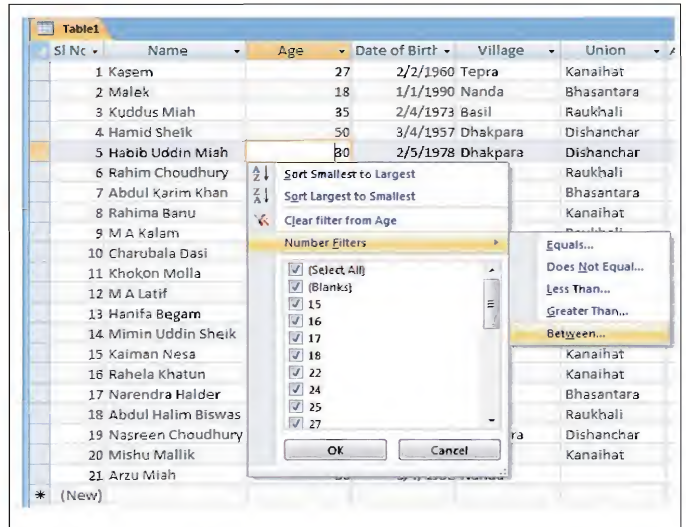 Table1
Sl No Name Age Date of Birth Village Union
1 Kasem 27 2/2/1960 Tepra Kanaihat
2 Malek 18 1/1/1990 Nanda Bhasantara
3 Kuddus Miah 35 2/4/1973 Basil Raukhali
4 Hamid Sheik 50 3/4/1957 Dhakpara Dishanchar
5 Habib Uddin Miah 30 2/5/1978 Dhakpara Dishanchar
6 Rahim Choudhury Raukhali
7 Abdul Karim Khan Bhasantara
8 Rahima Banu Kanaihat
9 M A Kalam
10 Charubala Dasi
11 Khokon Molla
12 M A Latif
13 Hanifa Begam
14 Mimin Uddin Sheik
15 Kaiman Nesa Kanaihat
16 Rahela Khatun Kanaihat
17 Narendra Halder Bhasantara
18 Abdul Halim Biswas Raukhali
19 Nasreen Choudhury ra Dishanchar
20 Mishu Mallik Kanaihat
21 Arzu Miah
* (New)
Sort Smallest to Largest
Sort Largest to Smallest
Clear filter from Age
Number Filters
(Select All)
(Blanks)
15
16
17
18
22
24
25
27
OK Cancel
Equals...
Does Not Equal...
Less Than...
Greater Than...
Between...